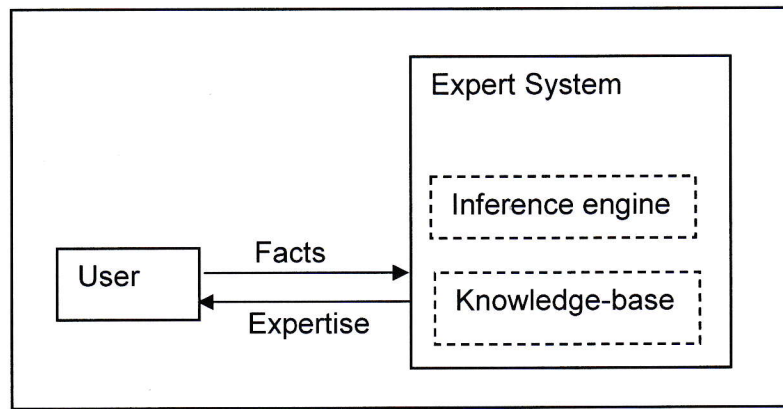 Expert System
Inference engine
Facts
User
Knowledge-base
Expertise